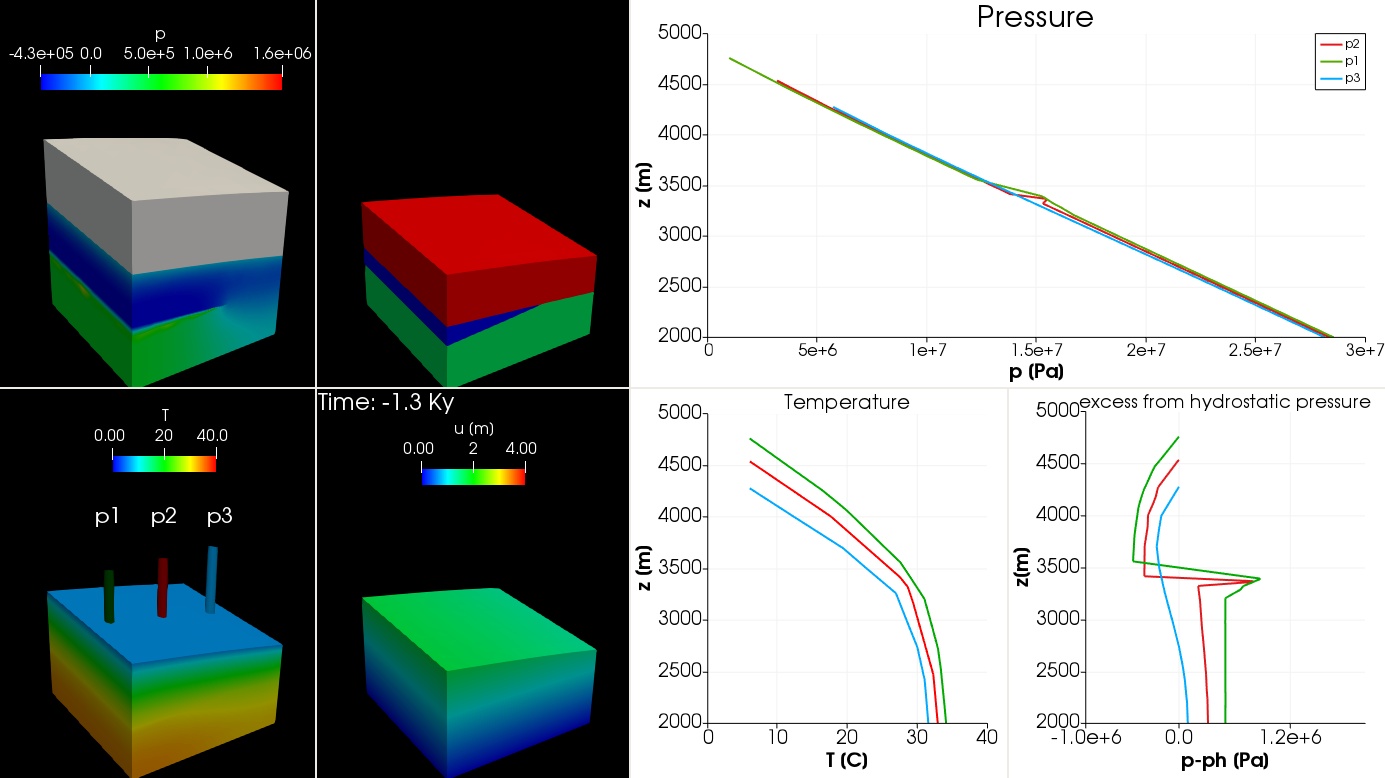 p
-4.3e+05 0.0 5.0e+5 1.0e+6 1.6e+06
Pressure
p2
p1
p3
5000
4500
4000
3500
3000
2500
2000
z (m)
0 5e+6 1e+7 1.5e+7 2e+7 2.5e+7 3e+7
p (Pa)
T
0.00 20 40.0
p1 p2 p3
Time: -1.3 Ky
u (m)
0.00 2 4.00
Temperature
5000
4500
4000
3500
3000
2500
2000
z (m)
0 10 20 30 40
T (C)
excess from hydrostatic pressure
5000
4500
4000
3500
3000
2500
2000
z(m)
-1.0e+6 0.0 1.2e+6
p-ph (Pa)